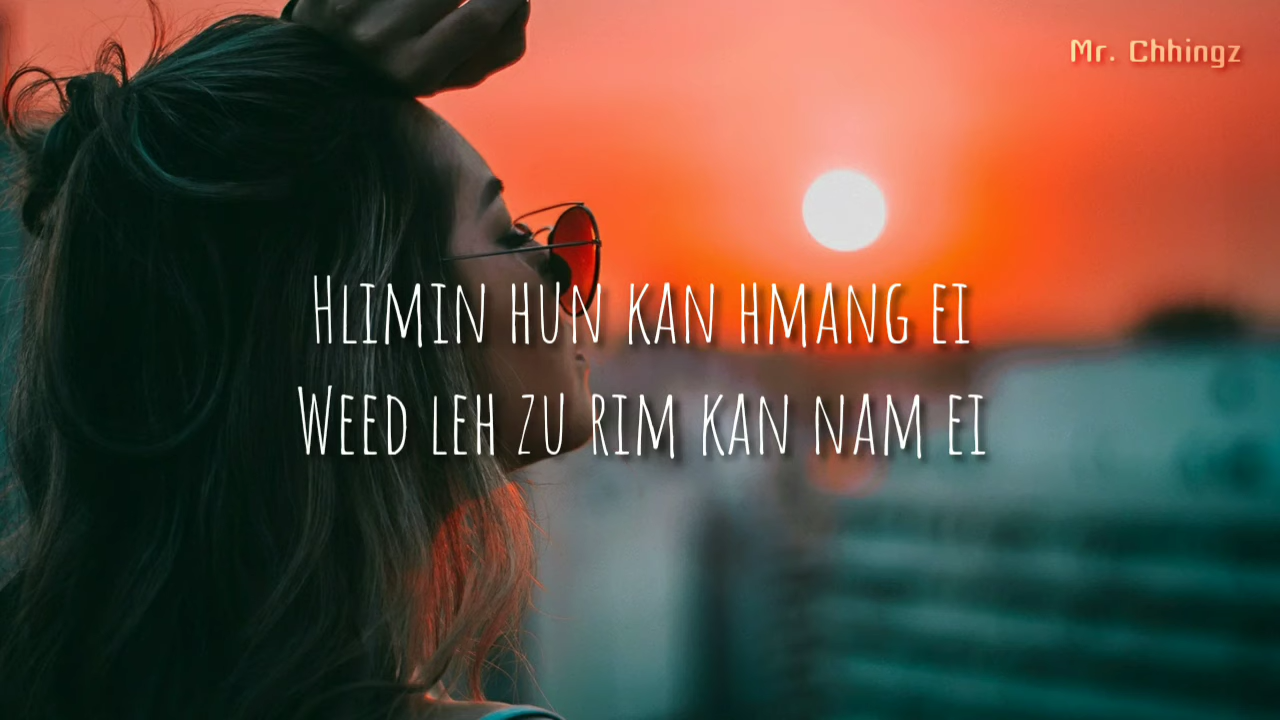 Mr. Chhingz
Hlimin hun kan hmang ei
Weed leh zu rim kan nam ei